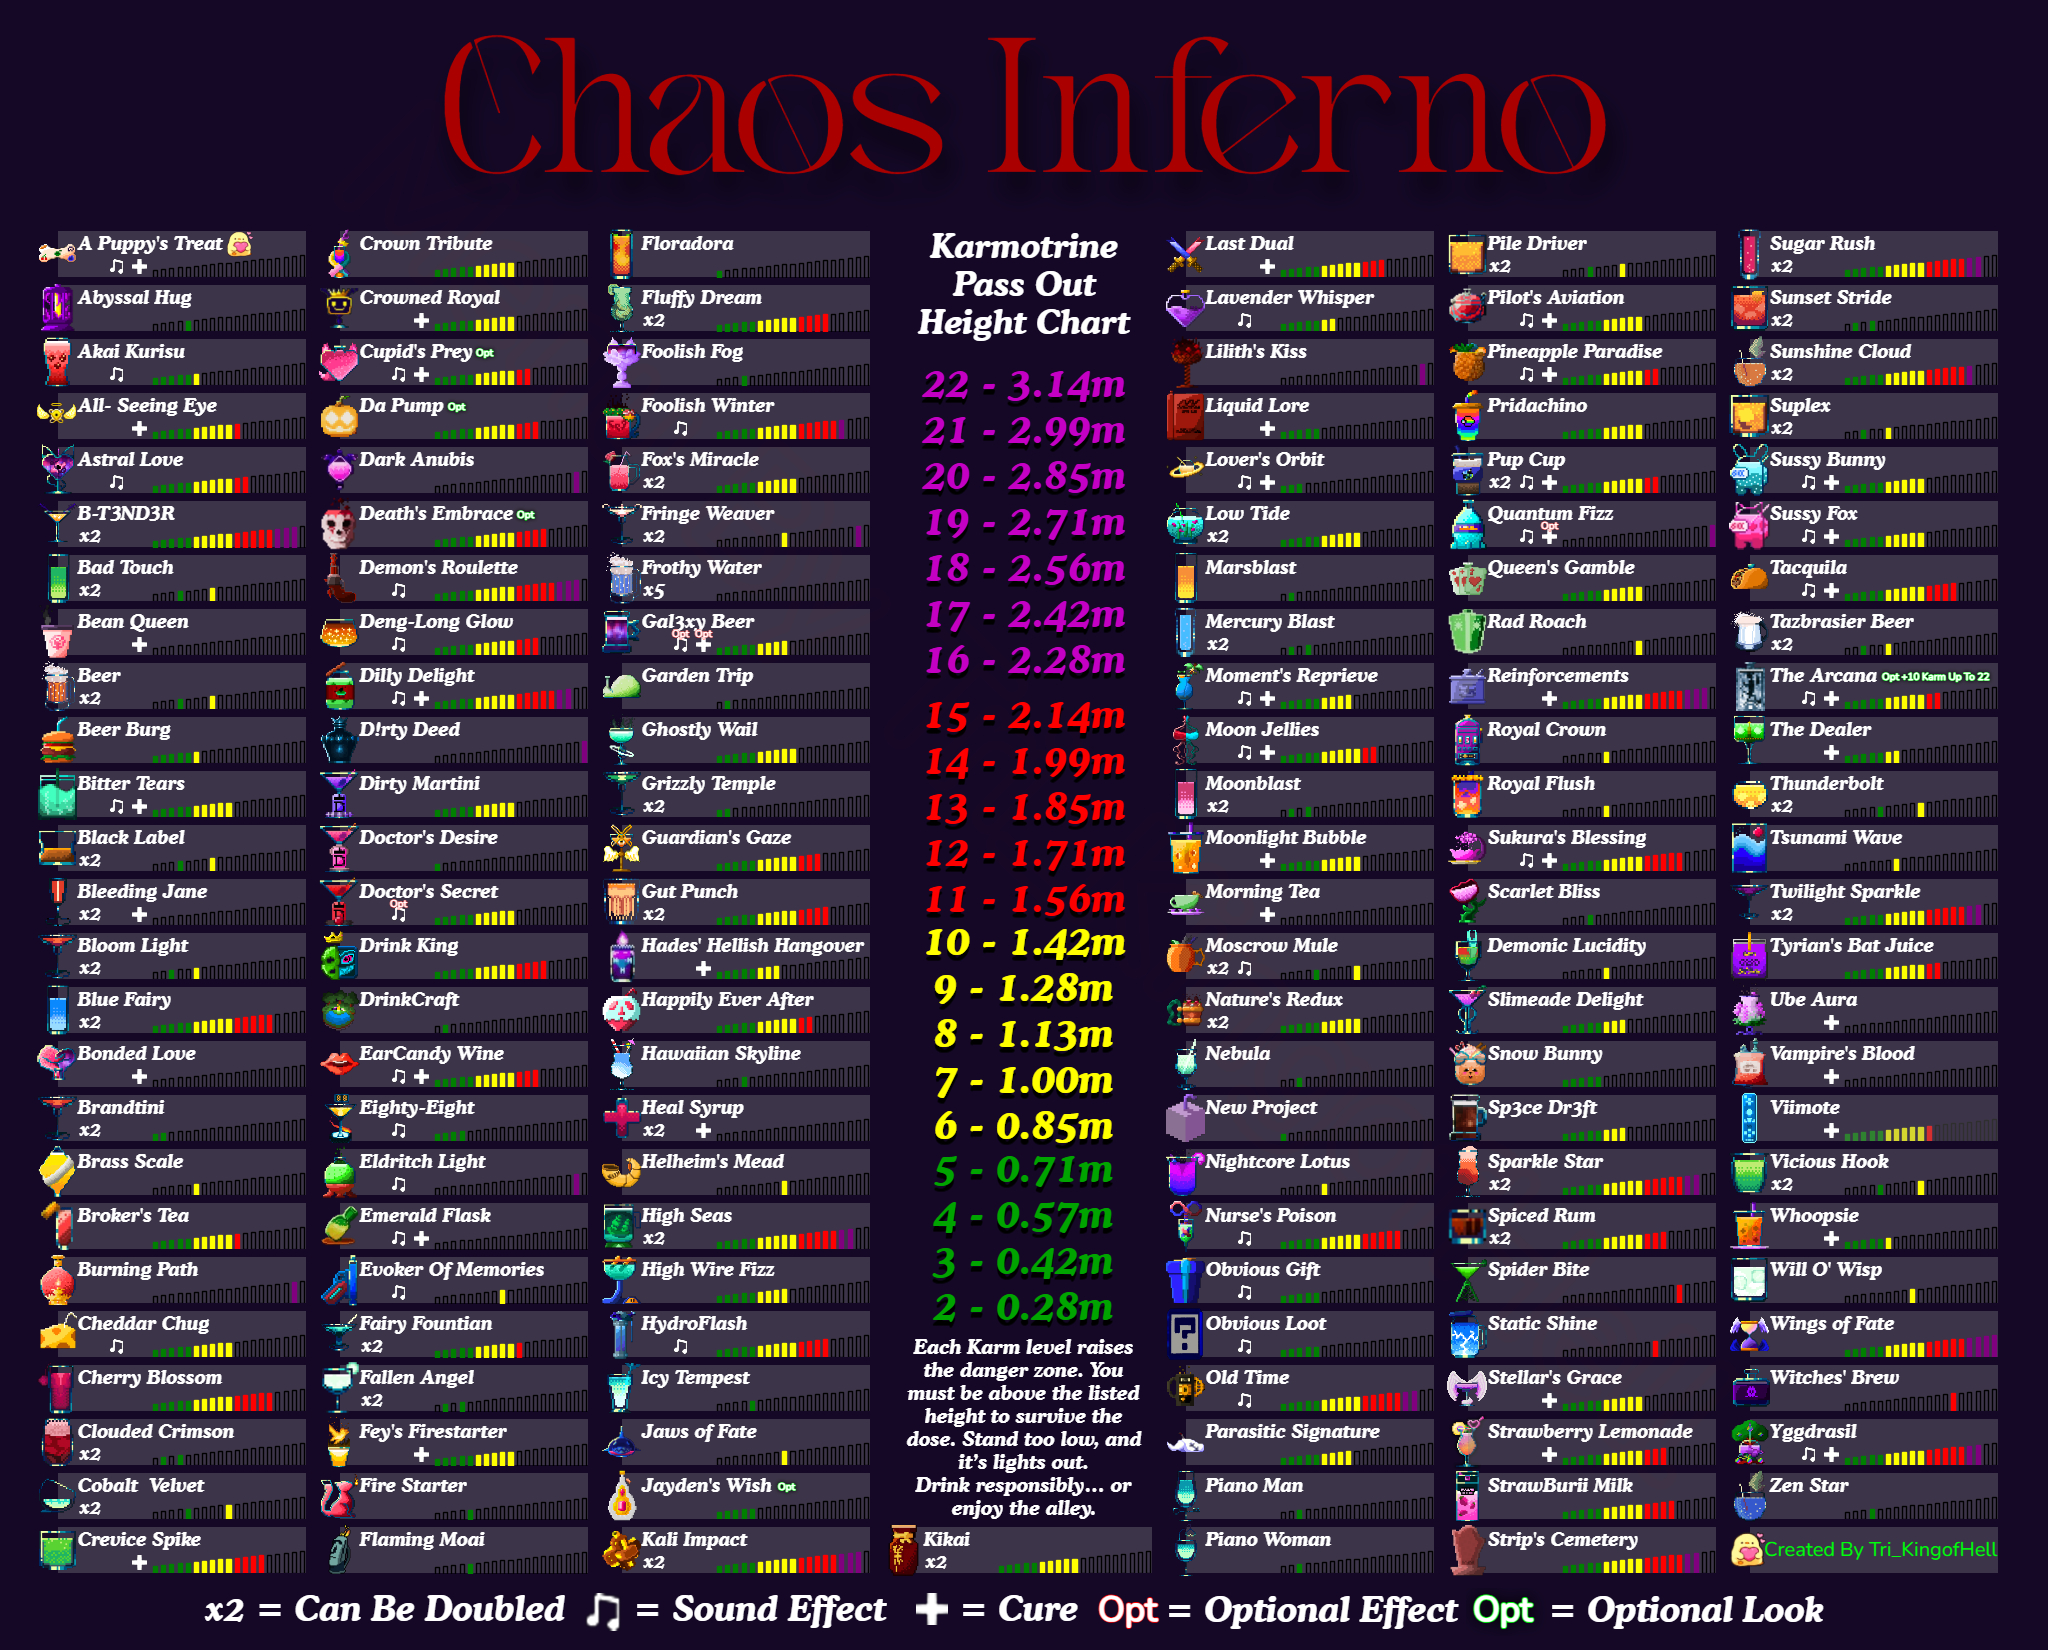 Chaos Inferno
A Puppy's Treat
Abyssal Hug
Akai Kurisu
All- Seeing Eye
Astral Love
B-T3ND3R
x2
Bad Touch
x2
Bean Queen
Beer
x2
Beer Burg
Bitter Tears
Black Label
x2
Bleeding Jane
x2
Bloom Light
x2
Blue Fairy
x2
Bonded Love
Brandtini
x2
Brass Scale
Broker's Tea
Burning Path
Cheddar Chug
Cherry Blossom
Clouded Crimson
x2
Cobalt Velvet
x2
Crevice Spike
Crown Tribute
Crowned Royal
Cupid's Prey Opt
Da Pump Opt
Dark Anubis
Death's Embrace Opt
Demon's Roulette
Deng-Long Glow
Dilly Delight
D!rty Deed
Dirty Martini
Doctor's Desire
Doctor's Secret
Opt
Drink King
DrinkCraft
EarCandy Wine
Eighty-Eight
Eldritch Light
Emerald Flask
Evoker Of Memories
Fairy Fountian
x2
Fallen Angel
x2
Fey's Firestarter
Fire Starter
Flaming Moai
Floradora
Fluffy Dream
x2
Foolish Fog
Foolish Winter
Fox's Miracle
x2
Fringe Weaver
x2
Frothy Water
x5
Gal3xy Beer
Opt Opt
Garden Trip
Ghostly Wail
Grizzly Temple
x2
Guardian's Gaze
Gut Punch
x2
Hades' Hellish Hangover
Happily Ever After
Hawaiian Skyline
Heal Syrup
x2
Helheim's Mead
High Seas
x2
High Wire Fizz
HydroFlash
Icy Tempest
Jaws of Fate
Jayden's Wish Opt
Kali Impact
x2
Karmotrine
Pass Out
Height Chart
22 - 3.14m
21 - 2.99m
20 - 2.85m
19 - 2.71m
18 - 2.56m
17 - 2.42m
16 - 2.28m
15 - 2.14m
14 - 1.99m
13 - 1.85m
12 - 1.71m
11 - 1.56m
10 - 1.42m
9 - 1.28m
8 - 1.13m
7 - 1.00m
6 - 0.85m
5 - 0.71m
4 - 0.57m
3 - 0.42m
2 - 0.28m
Each Karm level raises
the danger zone. You
must be above the listed
height to survive the
dose. Stand too low, and
it's lights out.
Drink responsibly... or
enjoy the alley.
Kikai
x2
Last Dual
Lavender Whisper
Lilith's Kiss
Liquid Lore
Lover's Orbit
Low Tide
x2
Marsblast
Mercury Blast
x2
Moment's Reprieve
Moon Jellies
Moonblast
x2
Moonlight Bubble
Morning Tea
Moscrow Mule
x2
Nature's Redux
x2
Nebula
New Project
Nightcore Lotus
Nurse's Poison
Obvious Gift
Obvious Loot
Old Time
Parasitic Signature
Piano Man
Piano Woman
Pile Driver
x2
Pilot's Aviation
Pineapple Paradise
Pridachino
Pup Cup
x2
Quantum Fizz
Opt
Queen's Gamble
Rad Roach
Reinforcements
Royal Crown
Royal Flush
Sukura's Blessing
Scarlet Bliss
Demonic Lucidity
Slimeade Delight
Snow Bunny
Sp3ce Dr3ft
Sparkle Star
x2
Spiced Rum
x2
Spider Bite
Static Shine
Stellar's Grace
Strawberry Lemonade
StrawBurii Milk
Strip's Cemetery
Sugar Rush
x2
Sunset Stride
x2
Sunshine Cloud
x2
Suplex
x2
Sussy Bunny
Sussy Fox
Tacquila
Tazbrasier Beer
x2
The Arcana Opt +10 Karm Up To 22
The Dealer
Thunderbolt
x2
Tsunami Wave
Twilight Sparkle
x2
Tyrian's Bat Juice
Ube Aura
Vampire's Blood
Viimote
Vicious Hook
x2
Whoopsie
Will O' Wisp
Wings of Fate
Witches' Brew
Yggdrasil
Zen Star
Created By Tri_KingofHell
x2 = Can Be Doubled = Sound Effect = Cure Opt = Optional Effect Opt = Optional Look